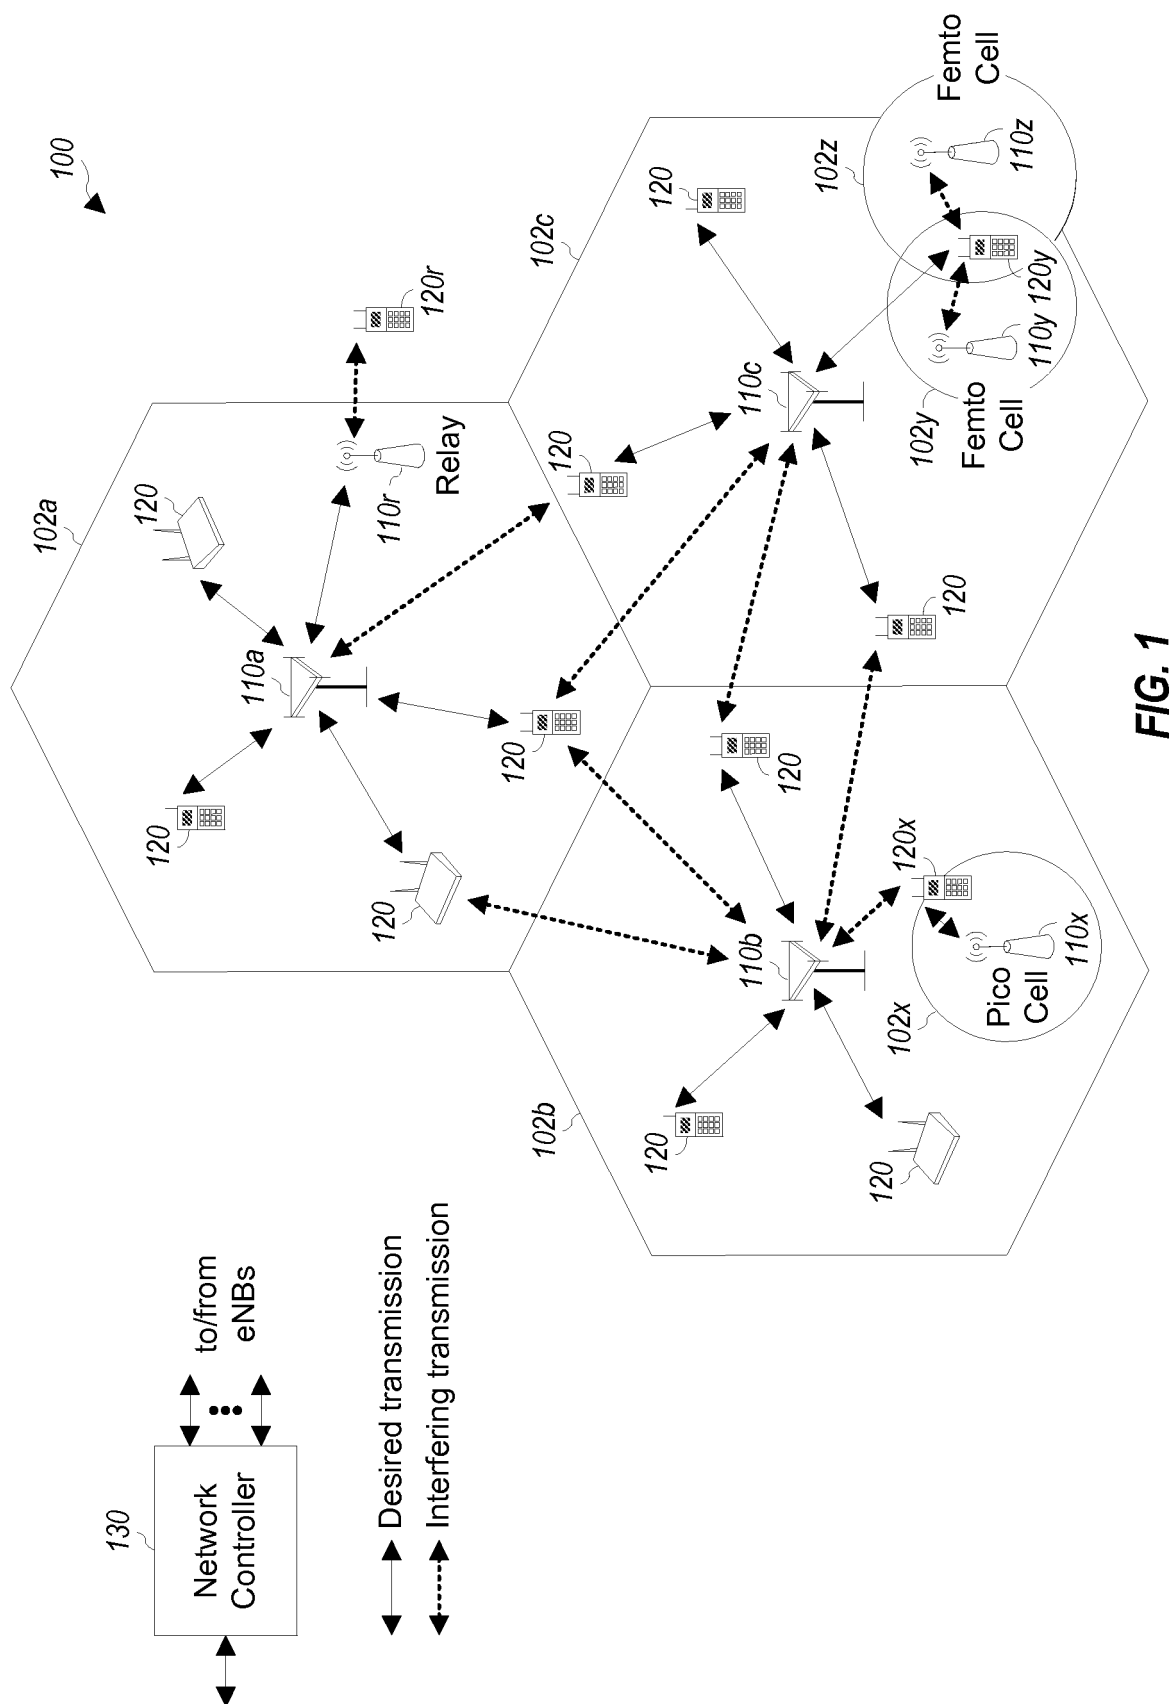 100
130
Network
Controller
to/from
eNBs
Desired transmission
Interfering transmission
102a
120
120
110a
120
120
110r
Relay
120r
102c
120
120
110c
120
102z
Femto
Cell
110z
120y
110y
102y
Femto
Cell
102b
120
110b
120
120
120x
110x
Pico
Cell
102x
FIG. 1